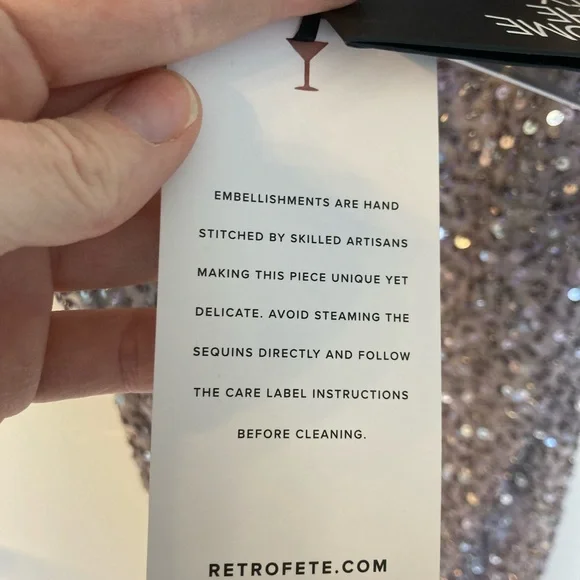 EMBELLISHMENTS ARE HAND
STITCHED BY SKILLED ARTISANS
MAKING THIS PIECE UNIQUE YET
DELICATE. AVOID STEAMING THE
SEQUINS DIRECTLY AND FOLLOW
THE CARE LABEL INSTRUCTIONS
BEFORE CLEANING.
RETROFETE.COM